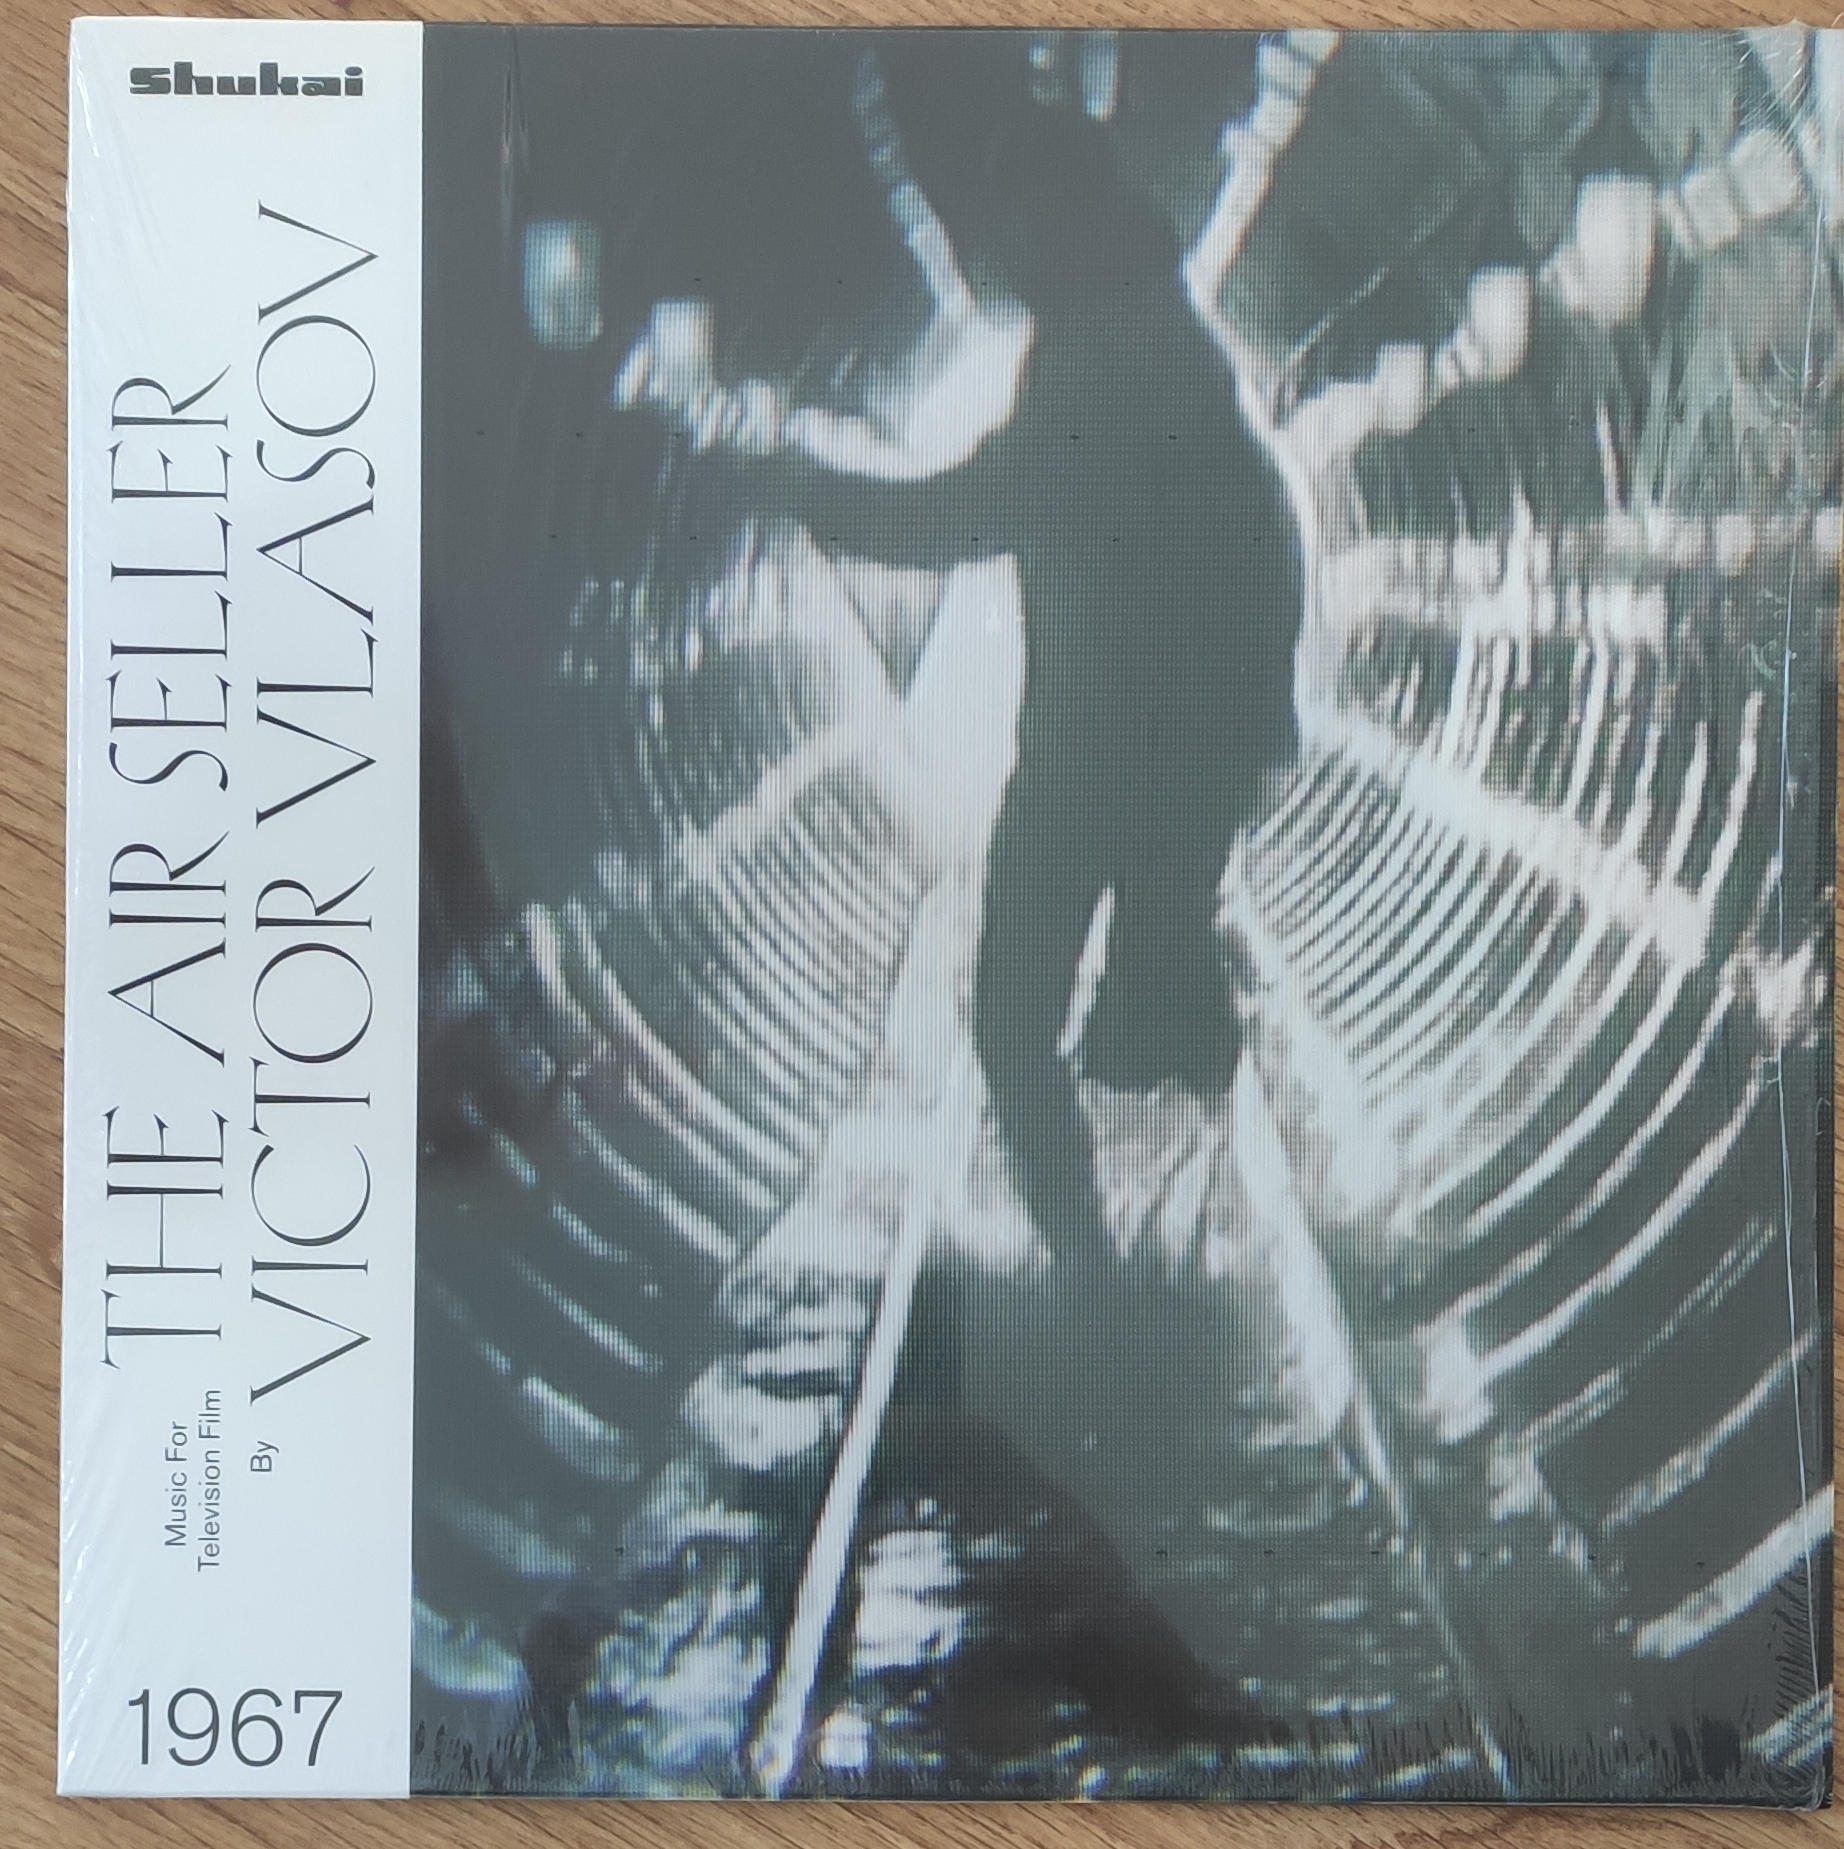 Shukai
Music For
Television Film
THE AIR SELLER
By VICTOR VLASOV
1967